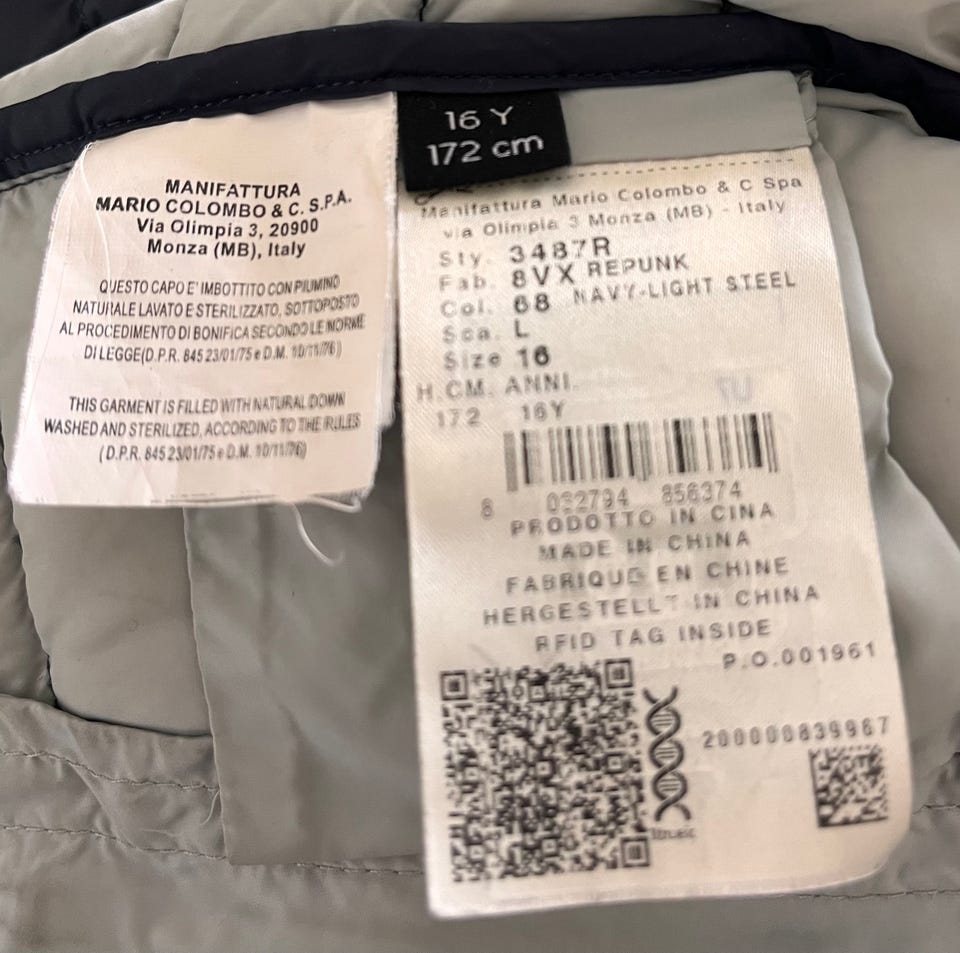 16 Y
172 cm
MANIFATTURA
MARIO COLOMBO & C. S.P.A.
Via Olimpia 3, 20900
Monza (MB), Italy
QUESTO CAPO E' IMBOTTITO CON PIUMINO
NATURALE LAVATO E STERILIZZATO, SOTTOPOSTO
AL PROCEDIMENTO DI BONIFICA SECONDO LE NORME
DI LEGGE(D.P.R. 845 23/01/75 e D.M. 10/11/76)
THIS GARMENT IS FILLED WITH NATURAL DOWN
WASHED AND STERILIZED, ACCORDING TO THE RULES
(D.P.R. 845 23/01/75 e D.M. 10/11/76)
Manifattura Mario Colombo & C Spa
via Olimpia 3 Monza (MB) - Italy
Sty. 3487R
Fab. 8VX REPUNK
Col. 68 NAVY-LIGHT STEEL
Sca. L
Size 16
H.CM. ANNI.
172 16Y
8 032794 856374
PRODOTTO IN CINA
MADE IN CHINA
FABRIQUE EN CHINE
HERGESTELLT IN CHINA
RFID TAG INSIDE
P.O.001961
200000839967